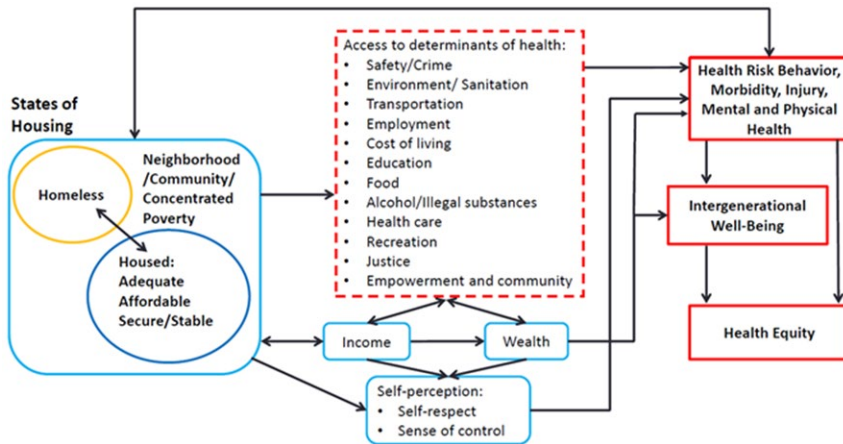 States of
Housing
Homeless
Neighborhood
/Community/
Concentrated
Poverty
Housed:
Adequate
Affordable
Secure/Stable
Access to determinants of health:
• Safety/Crime
• Environment/ Sanitation
• Transportation
• Employment
• Cost of living
• Education
• Food
• Alcohol/Illegal substances
• Health care
• Recreation
• Justice
• Empowerment and community
Income
Wealth
Self-perception:
• Self-respect
• Sense of control
Health Risk Behavior,
Morbidity, Injury,
Mental and Physical
Health
Intergenerational
Well-Being
Health Equity